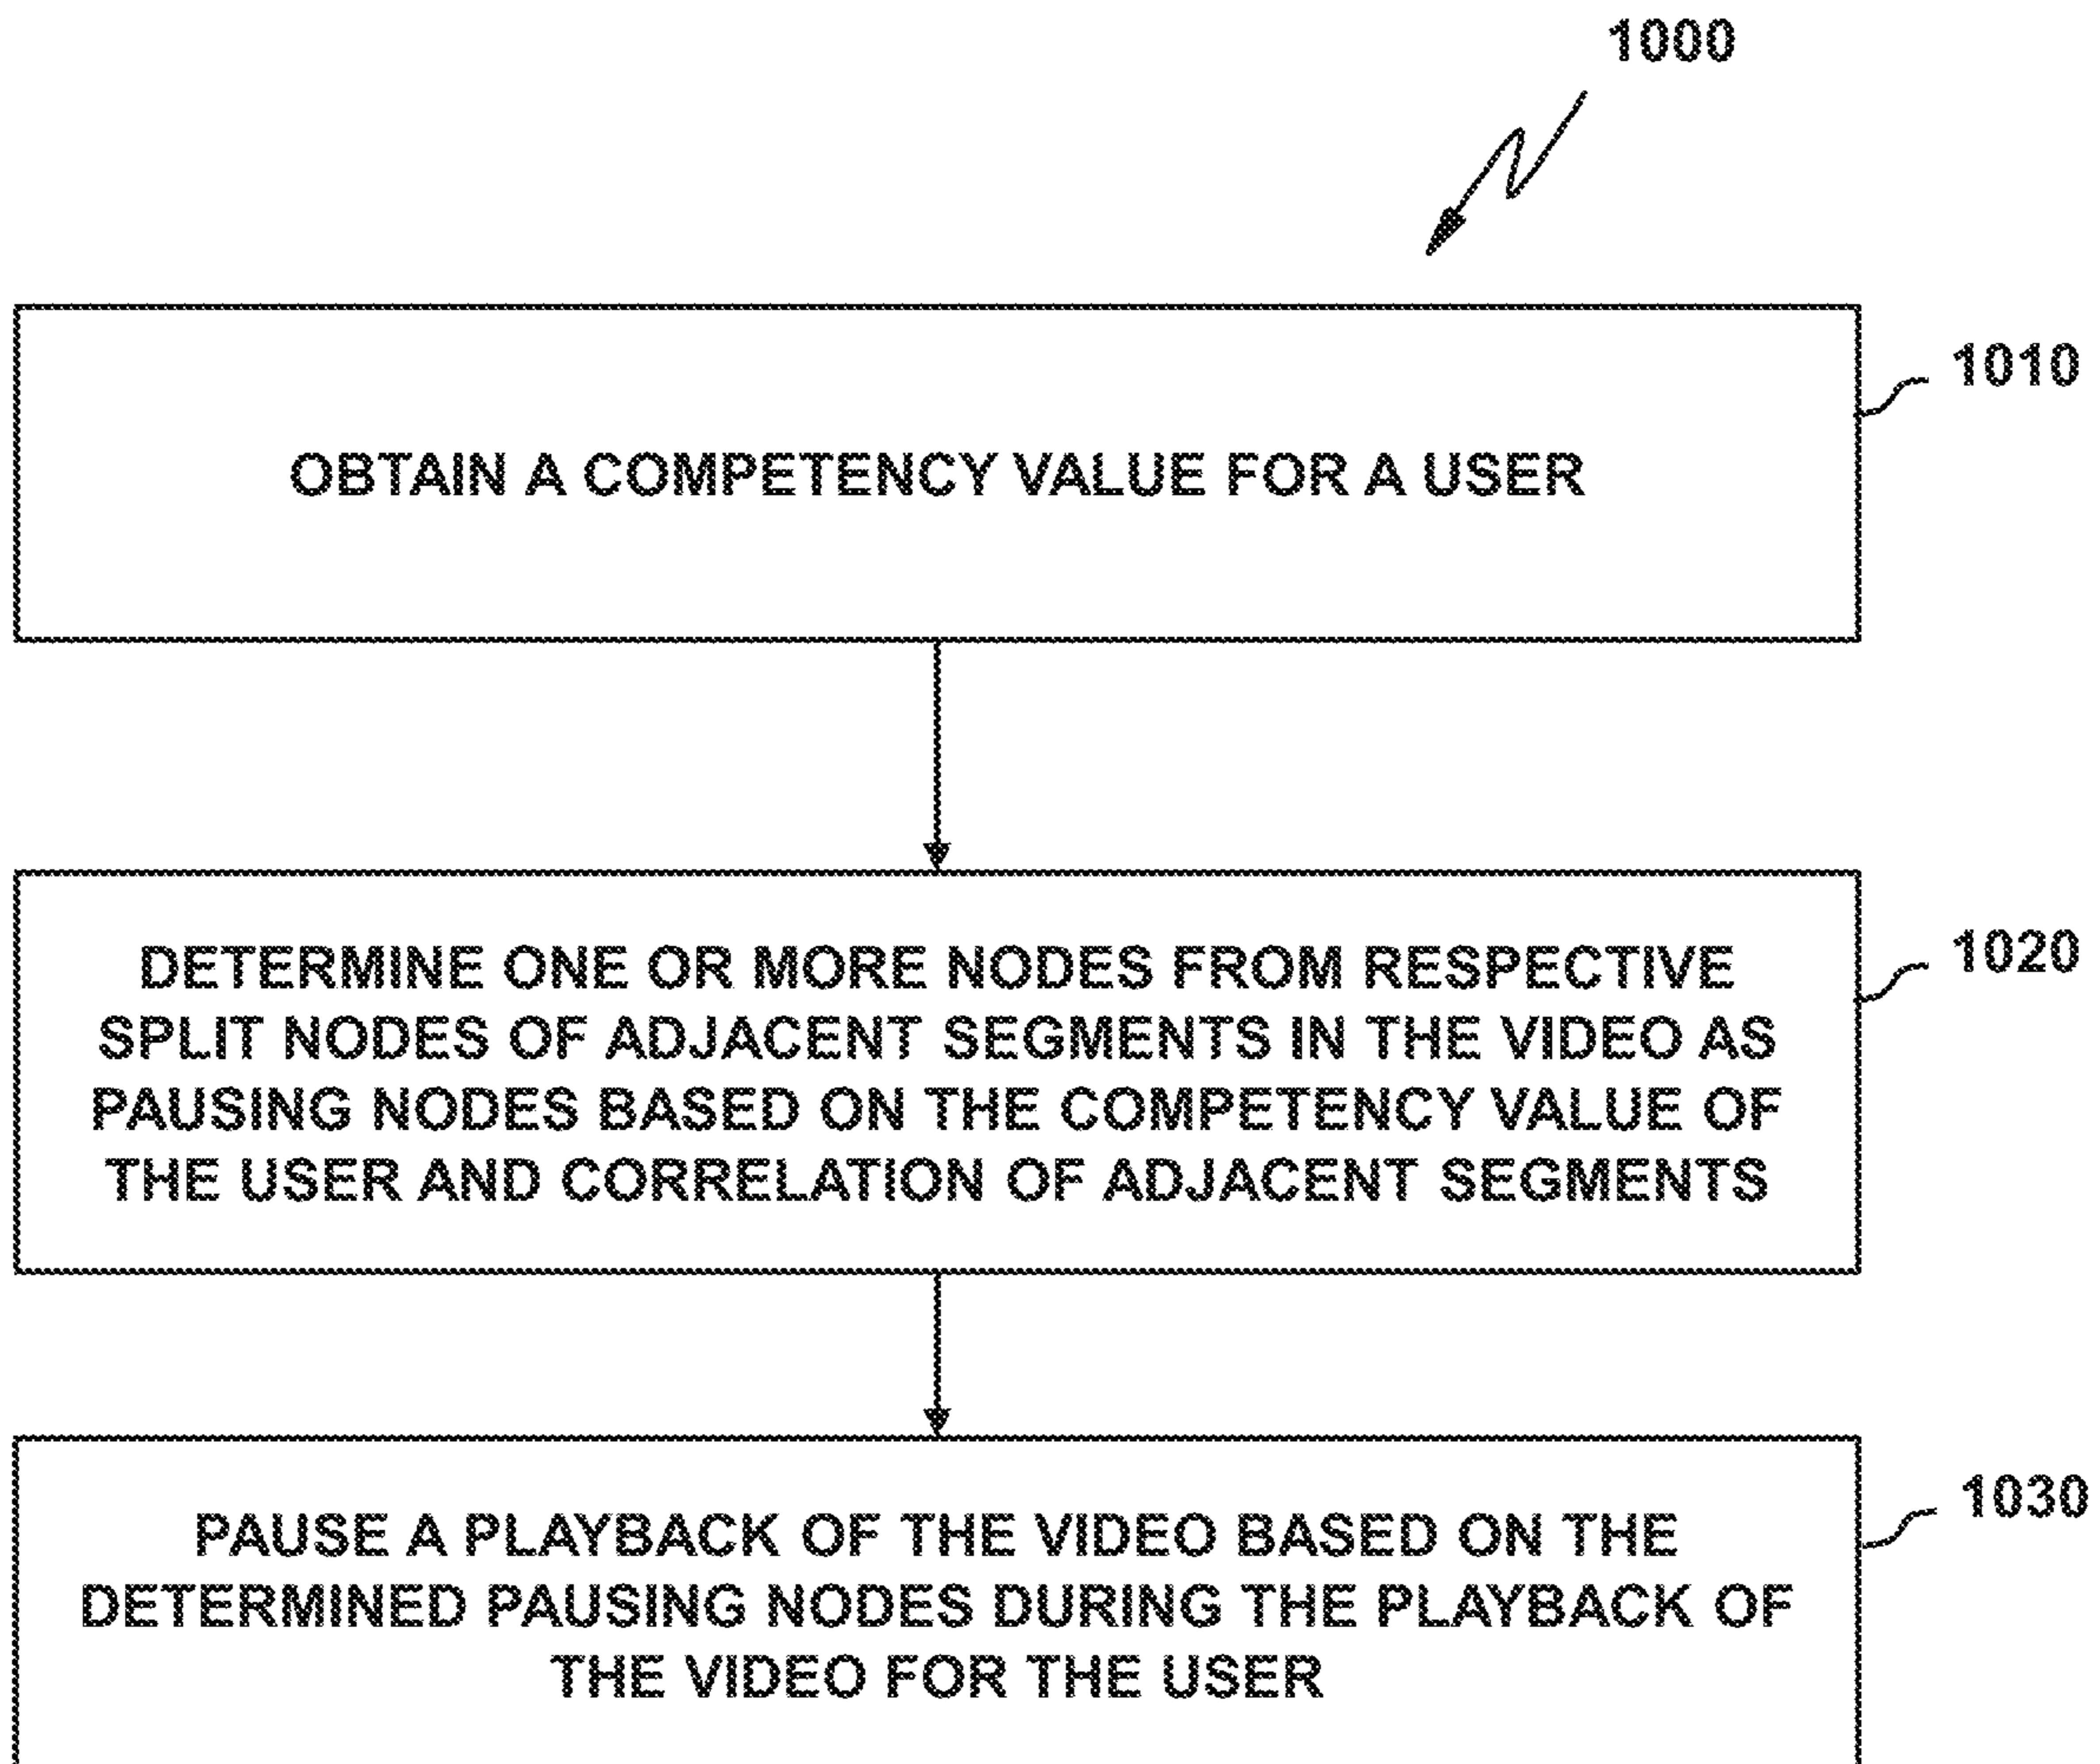 1000
1010
OBTAIN A COMPETENCY VALUE FOR A USER
1020
DETERMINE ONE OR MORE NODES FROM RESPECTIVE
SPLIT NODES OF ADJACENT SEGMENTS IN THE VIDEO AS
PAUSING NODES BASED ON THE COMPETENCY VALUE OF
THE USER AND CORRELATION OF ADJACENT SEGMENTS
1030
PAUSE A PLAYBACK OF THE VIDEO BASED ON THE
DETERMINED PAUSING NODES DURING THE PLAYBACK OF
THE VIDEO FOR THE USER